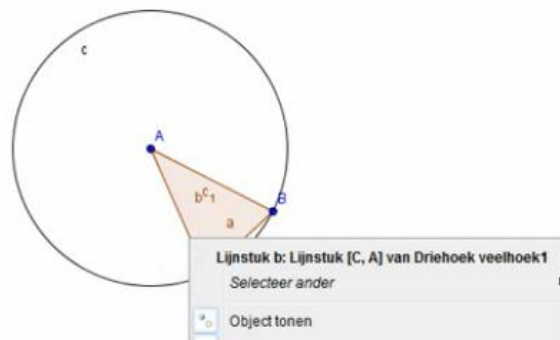 c
A
b c₁
B
a
Lijnstuk b: Lijnstuk [C, A] van Driehoek veelhoek1
Selecteer ander
Object tonen